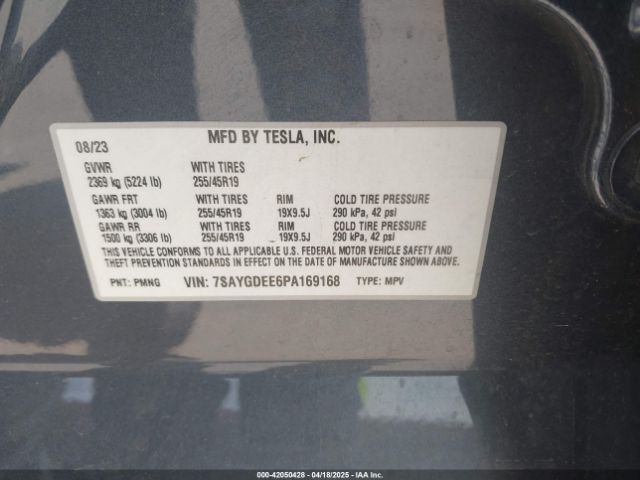 08/23 MFD BY TESLA, INC.
GVWR WITH TIRES
2369 kg (5224 lb) 255/45R19
GAWR FRT WITH TIRES RIM COLD TIRE PRESSURE
1363 kg (3004 lb) 255/45R19 19X9.5J 290 kPa, 42 psi
GAWR RR WITH TIRES RIM COLD TIRE PRESSURE
1500 kg (3306 lb) 255/45R19 19X9.5J 290 kPa, 42 psi
THIS VEHICLE CONFORMS TO ALL APPLICABLE U.S. FEDERAL MOTOR VEHICLE SAFETY AND
THEFT PREVENTION STANDARDS IN EFFECT ON THE DATE OF MANUFACTURE SHOWN ABOVE.
PNT: PMNG VIN: 7SAYGDEE6PA169168 TYPE: MPV
000-42050428 - 04/18/2025 - IAA Inc.